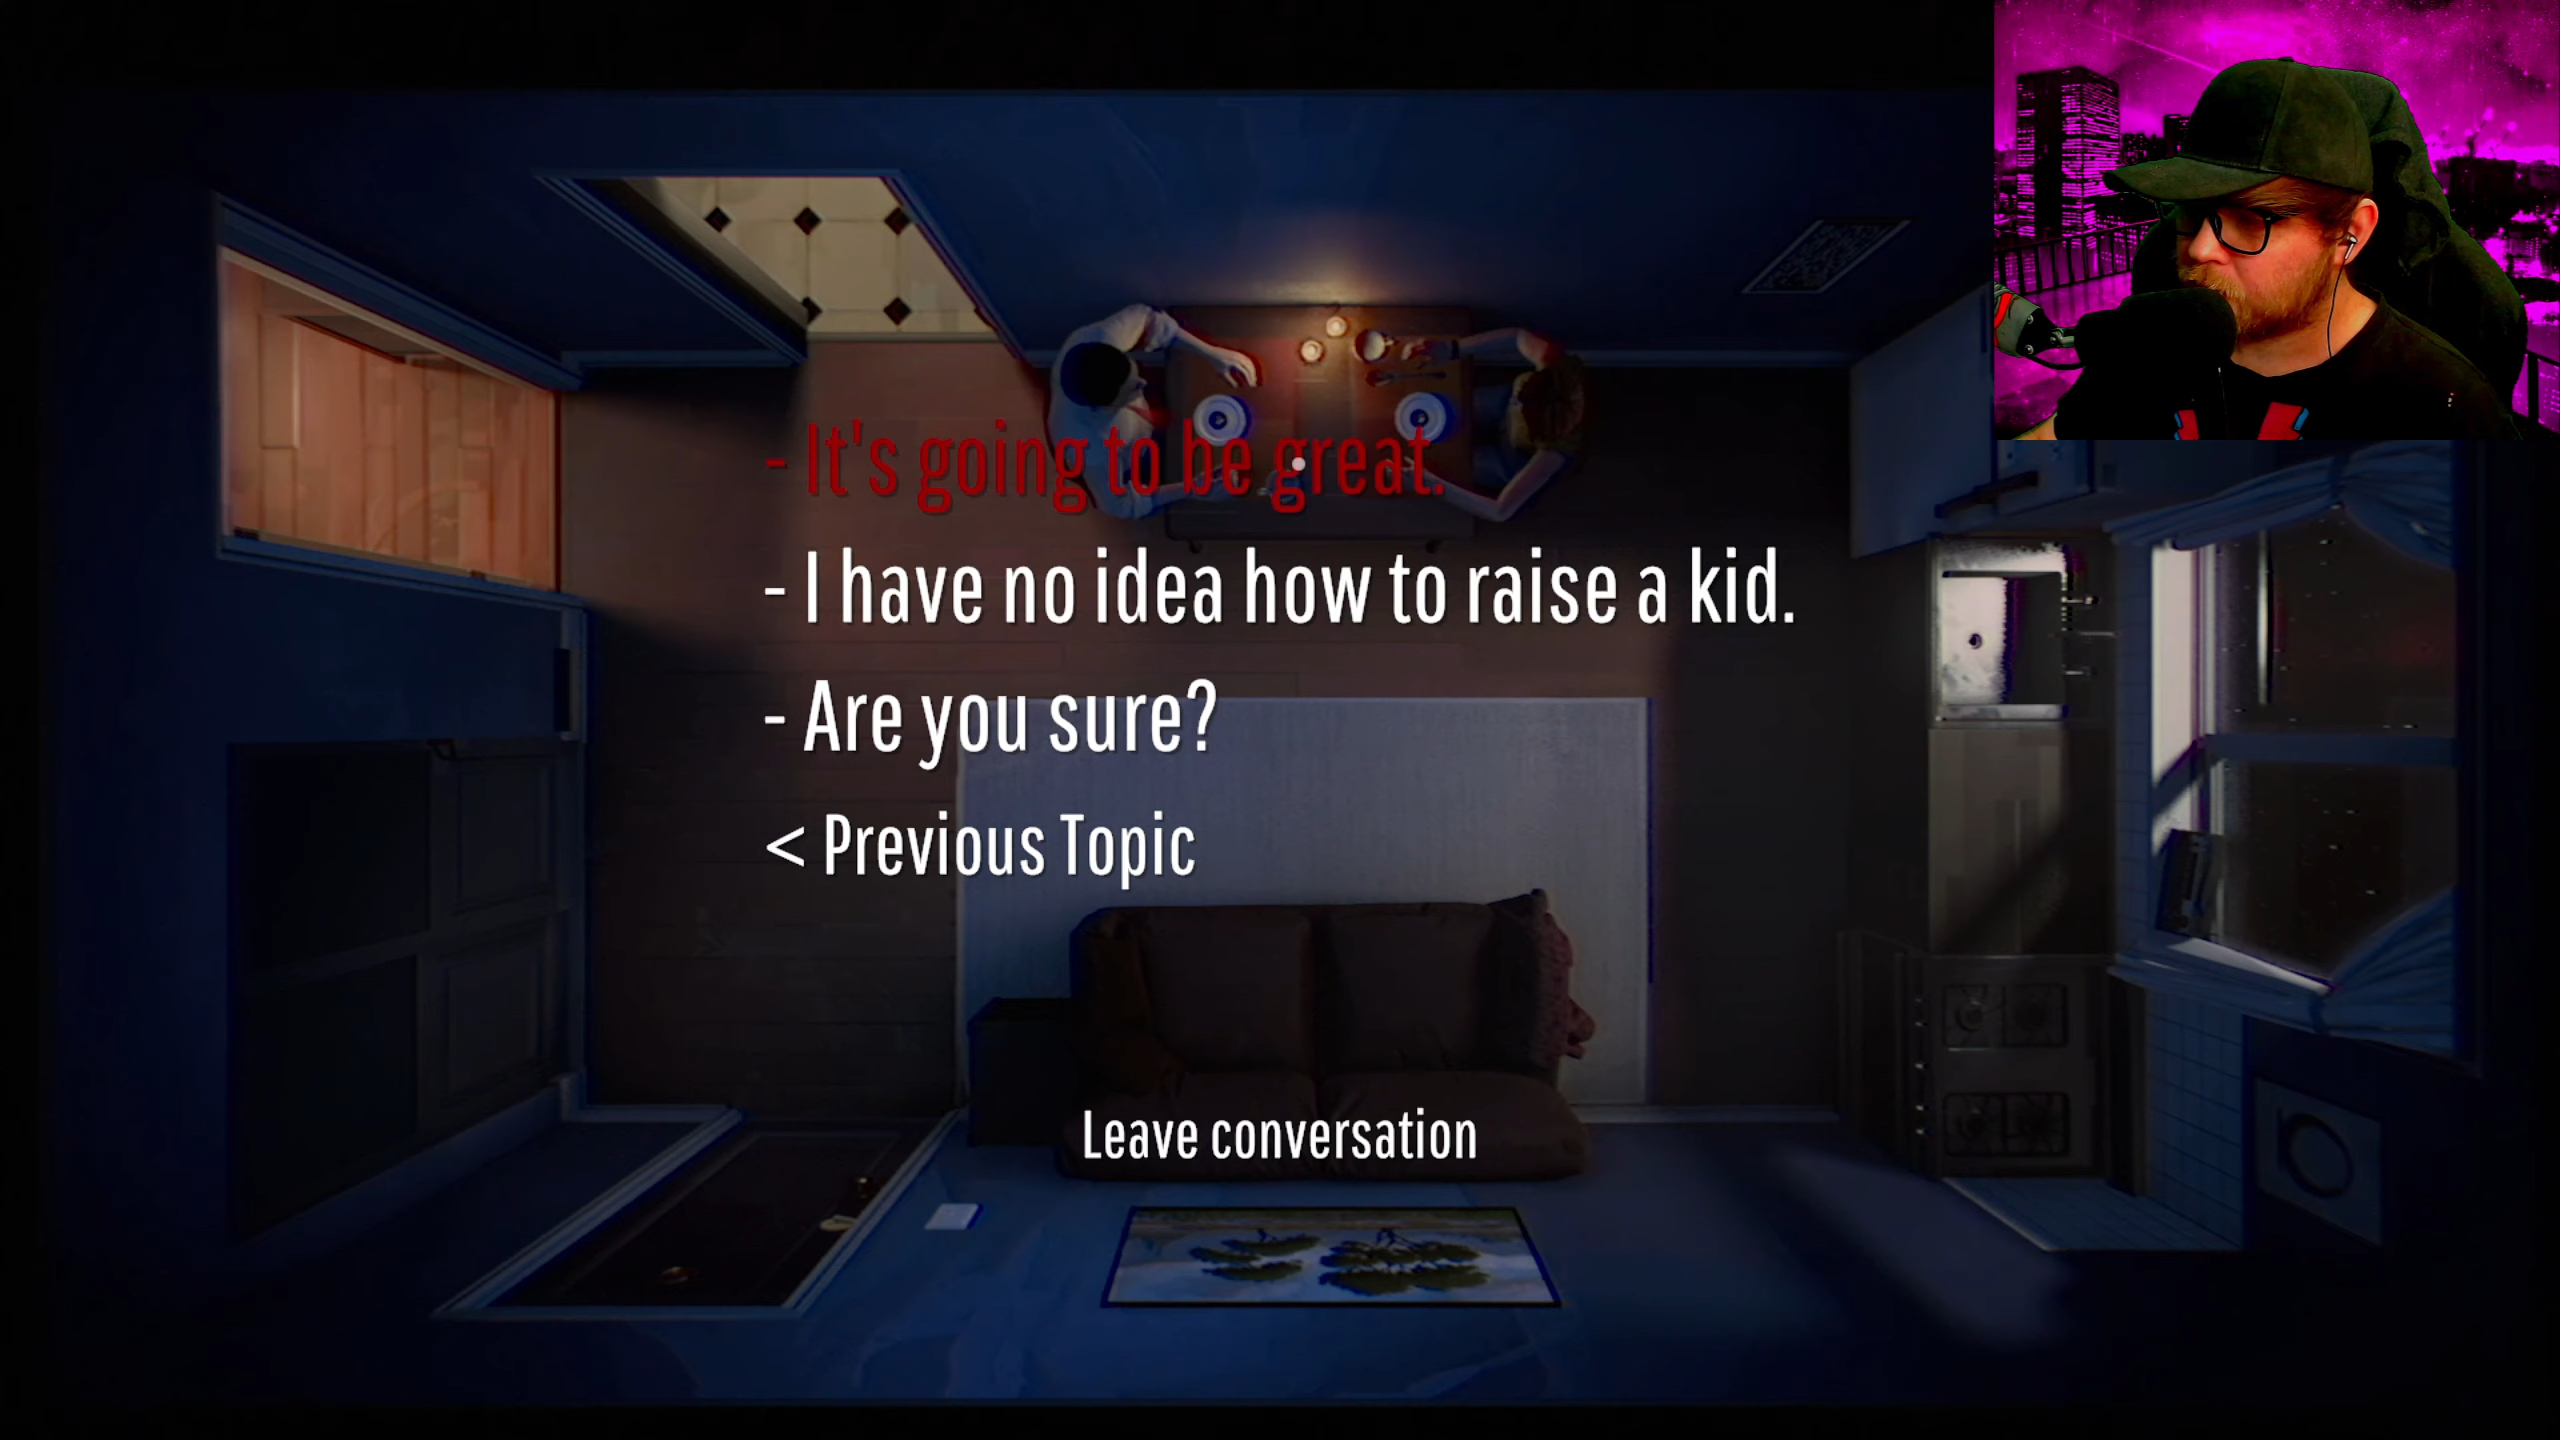 - It's going to be great.
- I have no idea how to raise a kid.
- Are you sure?
< Previous Topic
Leave conversation